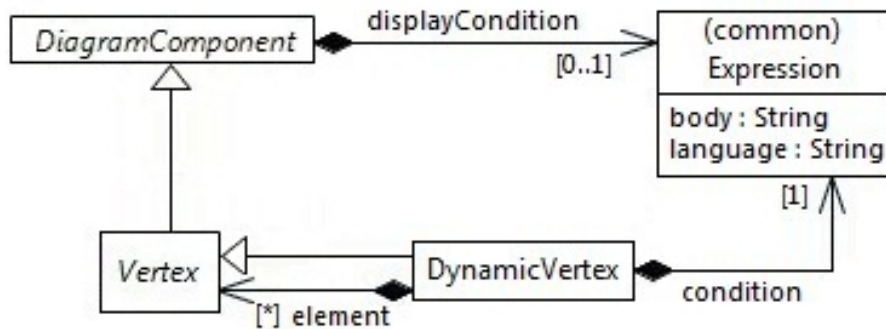 displayCondition
DiagramComponent
(common)
Expression
[0..1]
body : String
language : String
[1]
Vertex
DynamicVertex
condition
[*] element